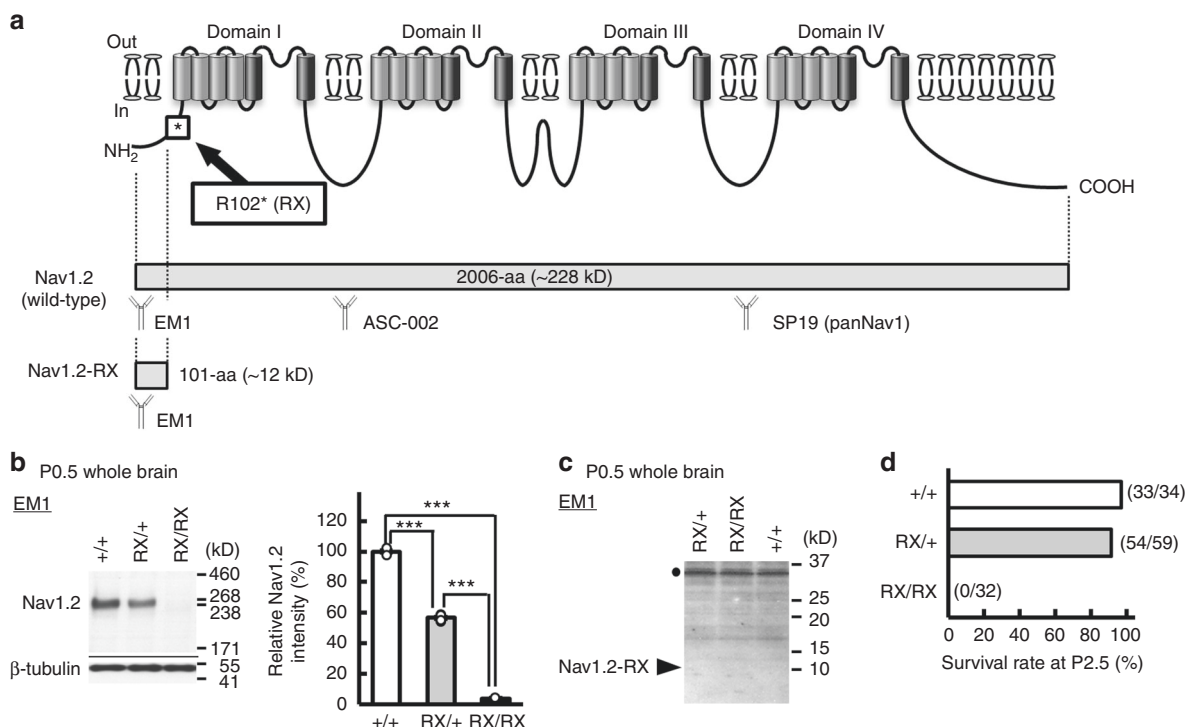 a
Out
In
Domain I
Domain II
Domain III
Domain IV
*
NH2
COOH
R102* (RX)
Nav1.2
(wild-type)
2006-aa (~228 kD)
EM1
ASC-002
SP19 (panNav1)
Nav1.2-RX
101-aa (~12 kD)
EM1
b
P0.5 whole brain
EM1
+/+
RX/+
RX/RX
(kD)
460
268
238
171
55
41
Nav1.2
β-tubulin
Relative Nav1.2
intensity (%)
120
100
80
60
40
20
0
***
***
***
+/+
RX/+
RX/RX
c
P0.5 whole brain
EM1
RX/+
RX/RX
+/+
(kD)
37
25
20
15
10
Nav1.2-RX
d
+/+
(33/34)
RX/+
(54/59)
RX/RX
(0/32)
0 20 40 60 80 100
Survival rate at P2.5 (%)